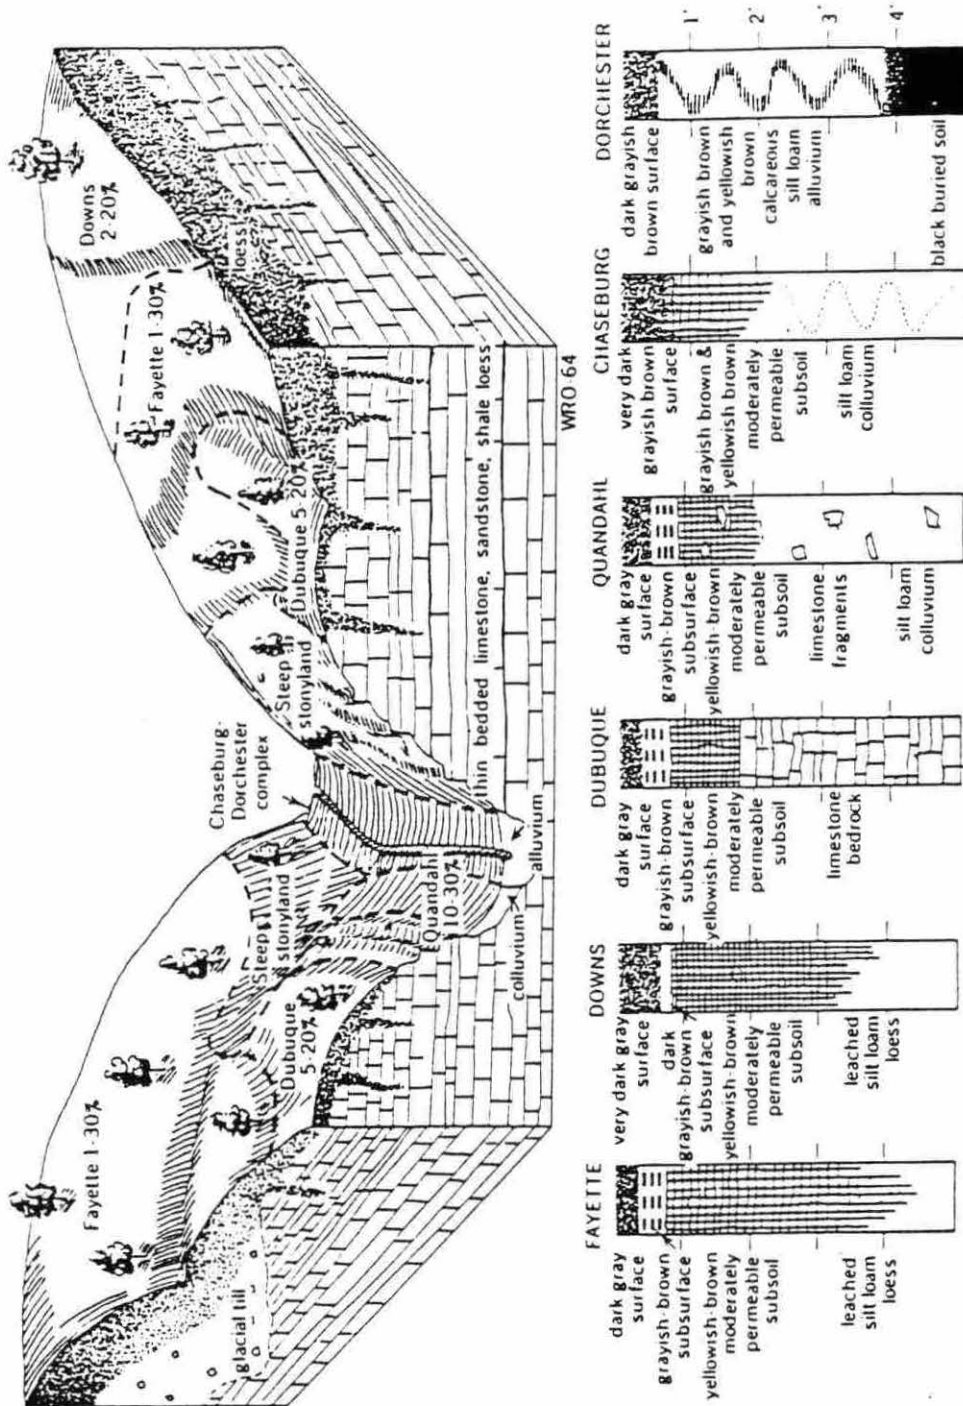 Fayette 1-30%
glacial till
Dubuque
5-20%
Steep
stonyland
Chaseburg-
Dorchester
complex
Quandahl
10-30%
colluvium
alluvium
Steep
stonyland
Dubuque 5-20%
Fayette 1-30%
Downs
2-20%
loess
thin bedded limestone, sandstone, shale loess
WRO-64
FAYETTE
dark gray
surface
grayish-brown
subsurface
yellowish-brown
moderately
permeable
subsoil
leached
silt loam
loess
DOWNS
very dark gray
surface
dark
grayish-brown
subsurface
yellowish-brown
moderately
permeable
subsoil
leached
silt loam
loess
DUBUQUE
dark gray
surface
grayish-brown
subsurface
yellowish-brown
moderately
permeable
subsoil
limestone
bedrock
QUANDAHL
dark gray
surface
grayish-brown
subsurface
yellowish-brown
moderately
permeable
subsoil
limestone
fragments
silt loam
colluvium
CHASEBURG
very dark
grayish brown
surface
grayish brown &
yellowish brown
moderately
permeable
subsoil
silt loam
colluvium
DORCHESTER
dark grayish
brown surface
grayish brown
and yellowish
brown
calcareous
silt loam
alluvium
black buried soil
1'
2'
3'
4'